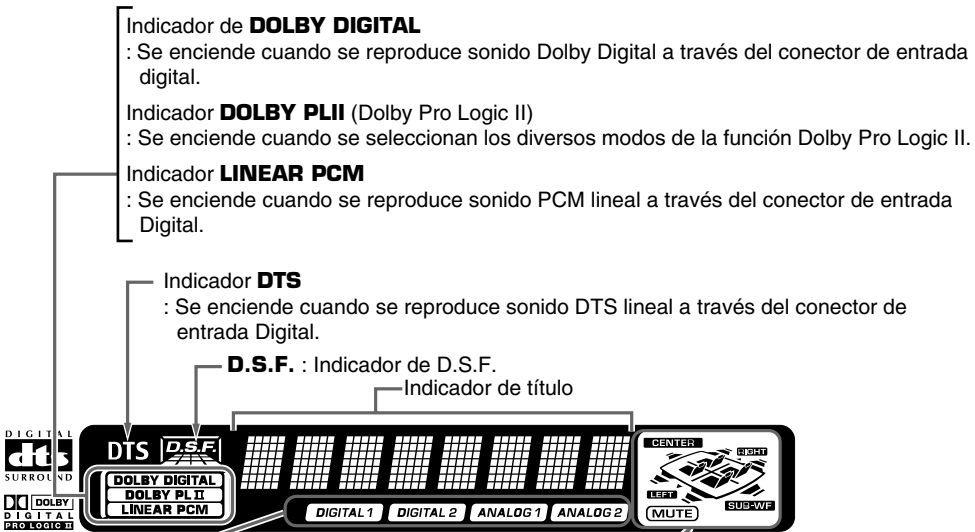 Indicador de DOLBY DIGITAL
: Se enciende cuando se reproduce sonido Dolby Digital a través del conector de entrada
digital.
Indicador DOLBY PLII (Dolby Pro Logic II)
: Se enciende cuando se seleccionan los diversos modos de la función Dolby Pro Logic II.
Indicador LINEAR PCM
: Se enciende cuando se reproduce sonido PCM lineal a través del conector de entrada
Digital.
Indicador DTS
: Se enciende cuando se reproduce sonido DTS lineal a través del conector de
entrada Digital.
D.S.F. : Indicador de D.S.F.
Indicador de título
DIGITAL
dts
SURROUND
DOLBY
DIGITAL
PRO LOGIC II
DTS
D.S.F.
DOLBY DIGITAL
DOLBY PL II
LINEAR PCM
DIGITAL 1
DIGITAL 2
ANALOG 1
ANALOG 2
CENTER
RIGHT
LEFT
SUB-WF
MUTE